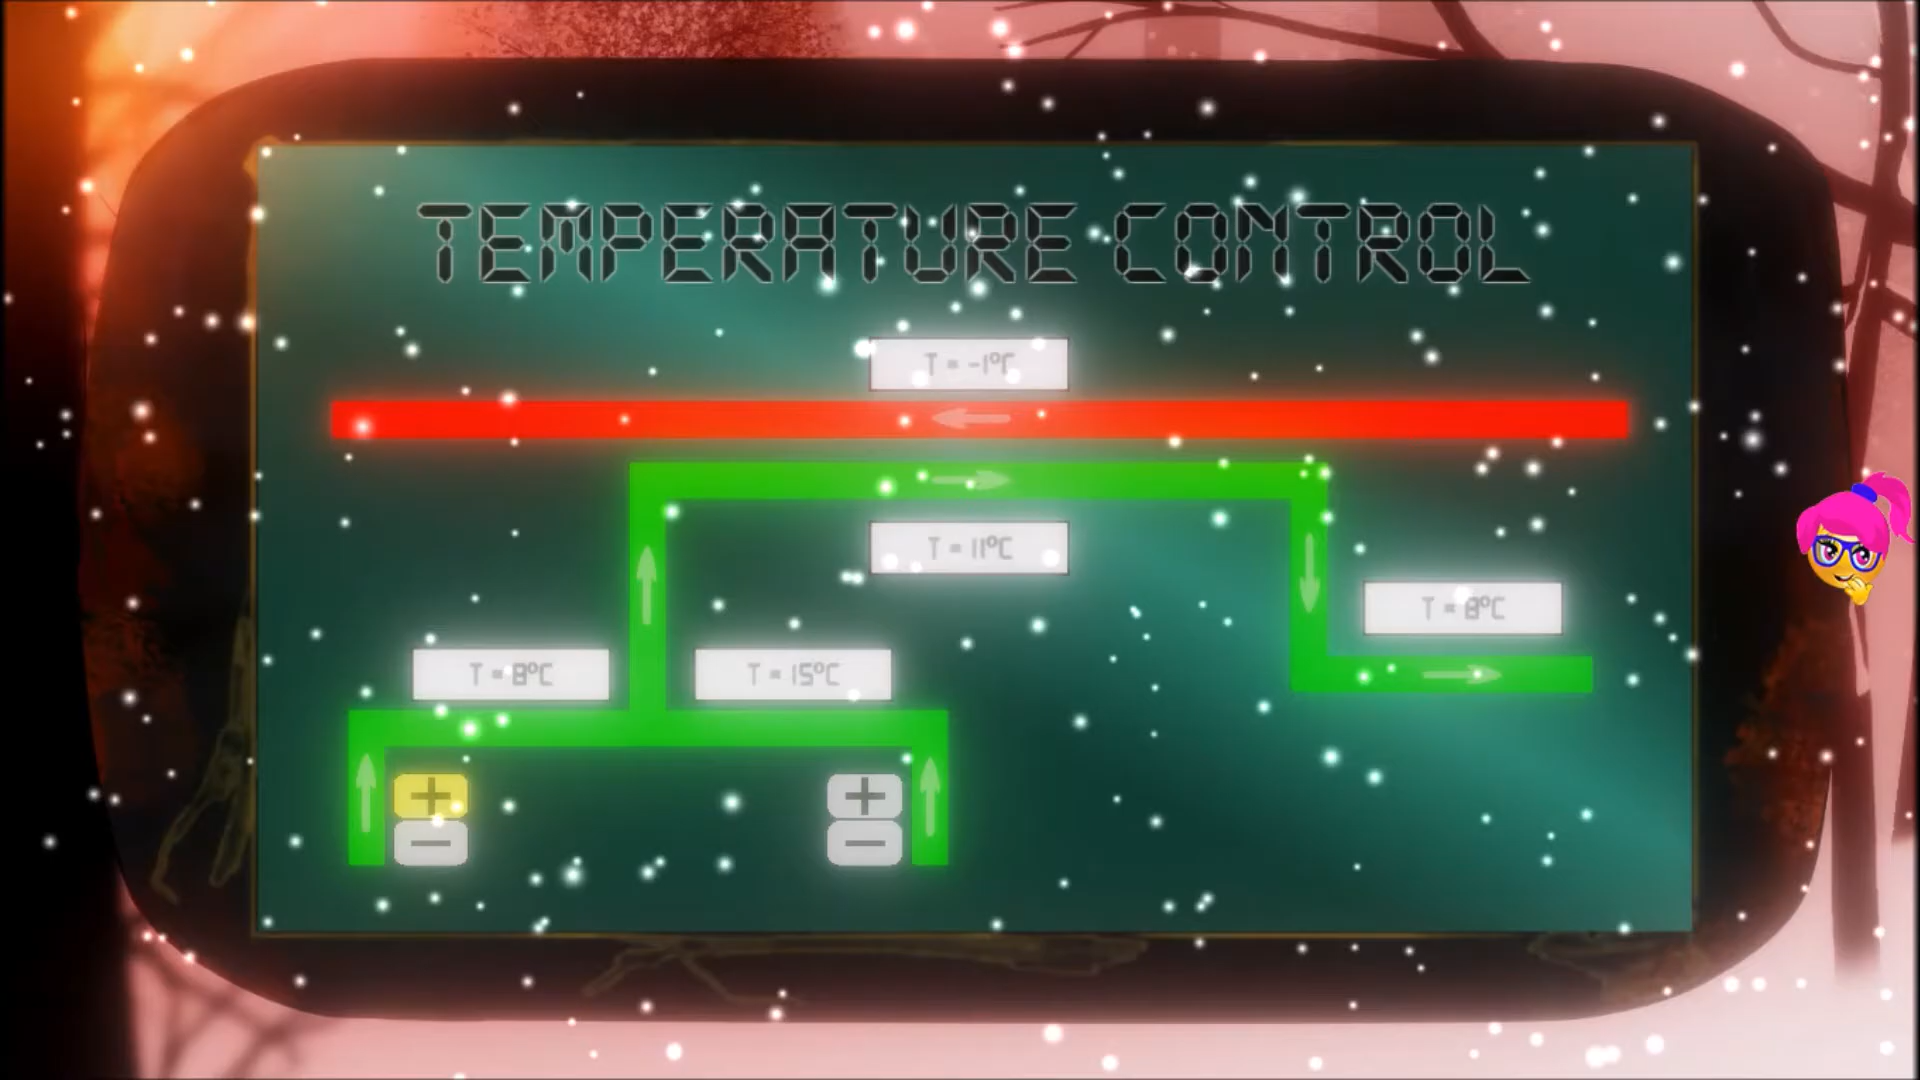 TEMPERATURE CONTROL
T = -1°C
T = 11°C
T = 8°C
T = 8°C
T = 15°C
+
+
−
−